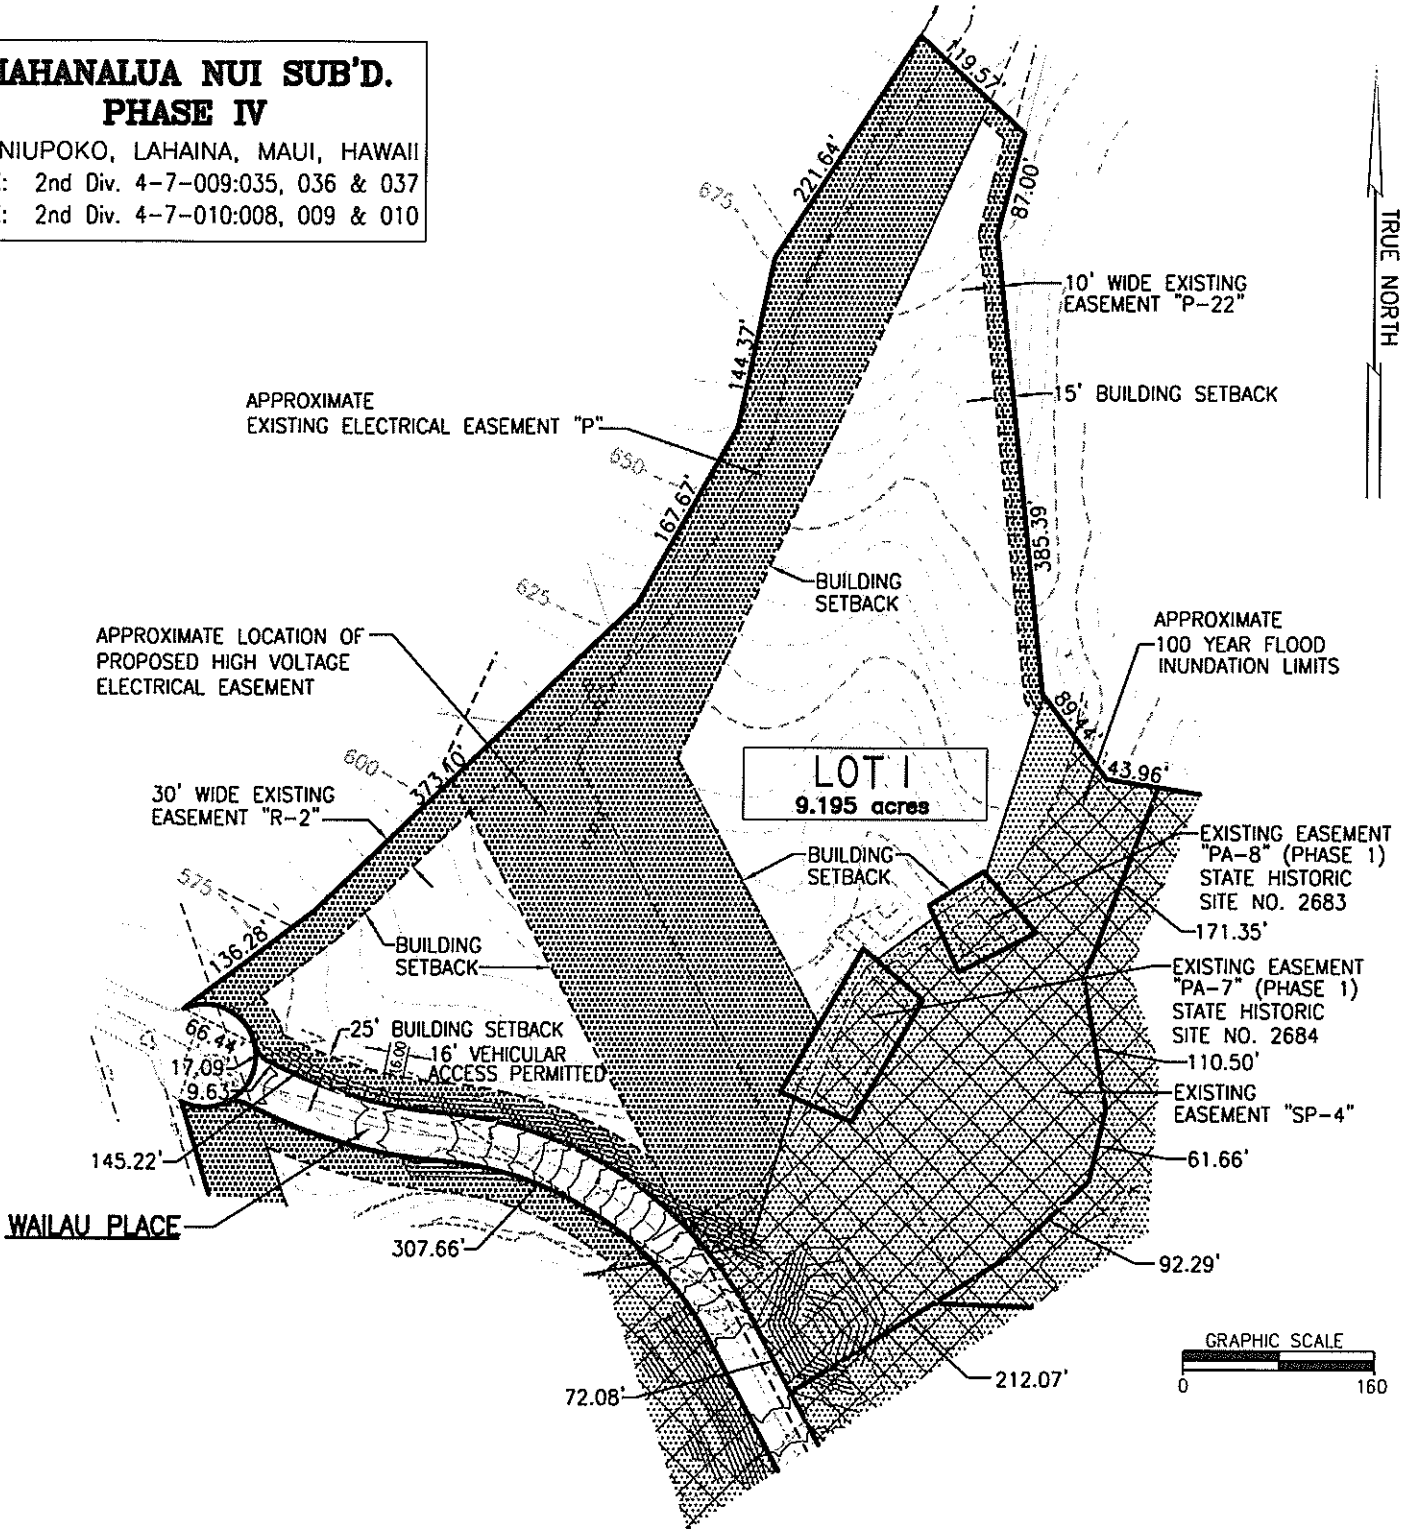 MAHANALUA NUI SUB'D.
PHASE IV
NIUPOKO, LAHAINA, MAUI, HAWAII
: 2nd Div. 4-7-009:035, 036 & 037
: 2nd Div. 4-7-010:008, 009 & 010
119.57'
221.64'
87.00'
675
TRUE NORTH
10' WIDE EXISTING
EASEMENT "P-22"
144.37'
15' BUILDING SETBACK
APPROXIMATE
EXISTING ELECTRICAL EASEMENT "P"
650
167.67'
385.39'
BUILDING
SETBACK
625
APPROXIMATE
100 YEAR FLOOD
INUNDATION LIMITS
APPROXIMATE LOCATION OF
PROPOSED HIGH VOLTAGE
ELECTRICAL EASEMENT
89.44'
43.96'
600
373.10'
LOT 1
9.195 acres
30' WIDE EXISTING
EASEMENT "R-2"
EXISTING EASEMENT
"PA-8" (PHASE 1)
STATE HISTORIC
SITE NO. 2683
BUILDING
SETBACK
575
171.35'
136.28'
BUILDING
SETBACK
EXISTING EASEMENT
"PA-7" (PHASE 1)
STATE HISTORIC
SITE NO. 2684
66.44'
25' BUILDING SETBACK
16.00
16' VEHICULAR
ACCESS PERMITTED
17.09'
9.63'
110.50'
EXISTING
EASEMENT "SP-4"
145.22'
61.66'
WAILAU PLACE
307.66'
92.29'
GRAPHIC SCALE
0 160
72.08'
212.07'